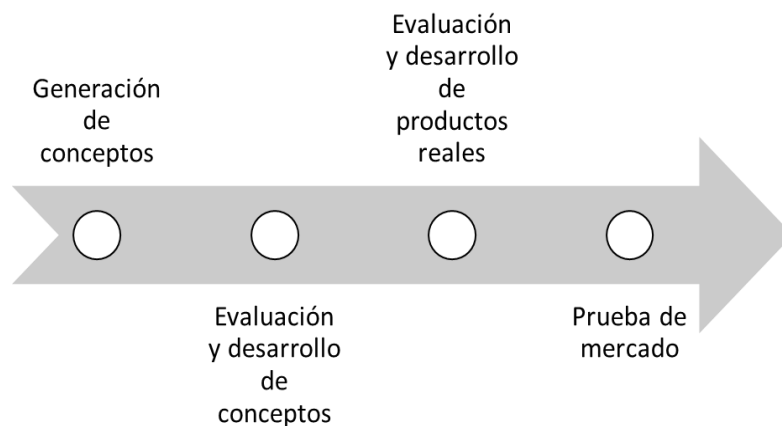 Generación
de
conceptos
Evaluación
y desarrollo
de
conceptos
Evaluación
y desarrollo
de
productos
reales
Prueba de
mercado